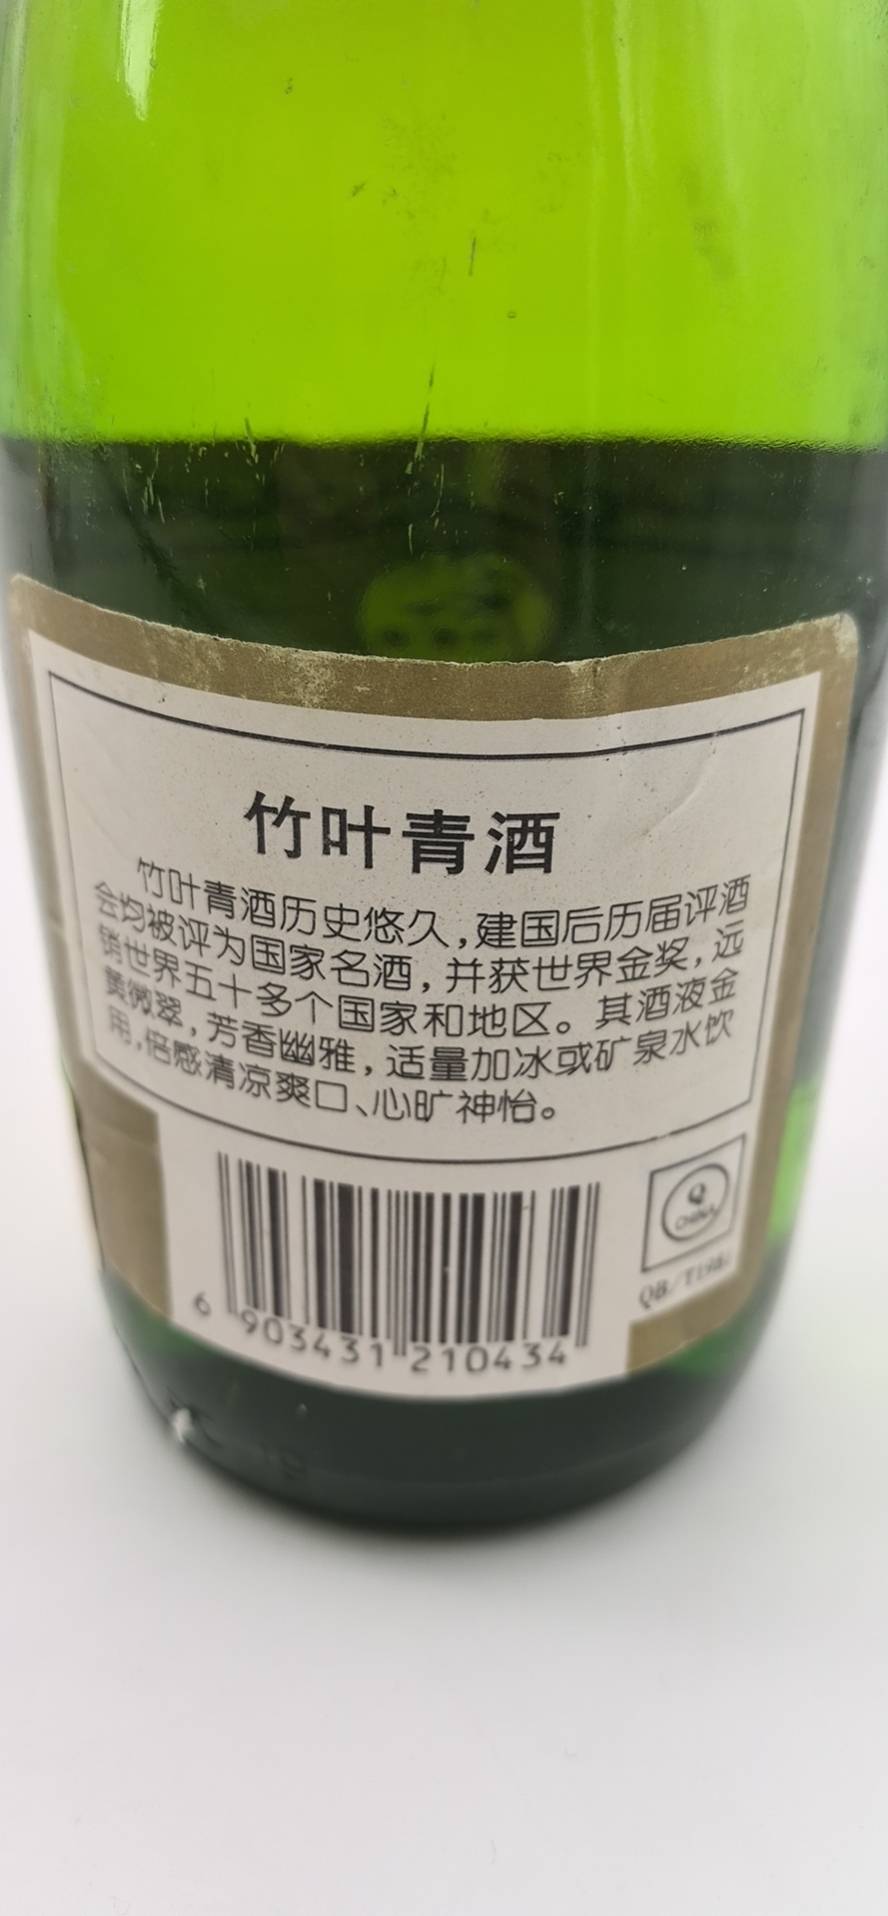 竹叶青酒
竹叶青酒历史悠久,建国后历届评酒
会均被评为国家名酒,并获世界金奖,远
销世界五十多个国家和地区。其酒液金
黄微翠,芳香幽雅,适量加冰或矿泉水饮
用,倍感清凉爽口、心旷神怡。
Q
CHINA
6 903431 210434